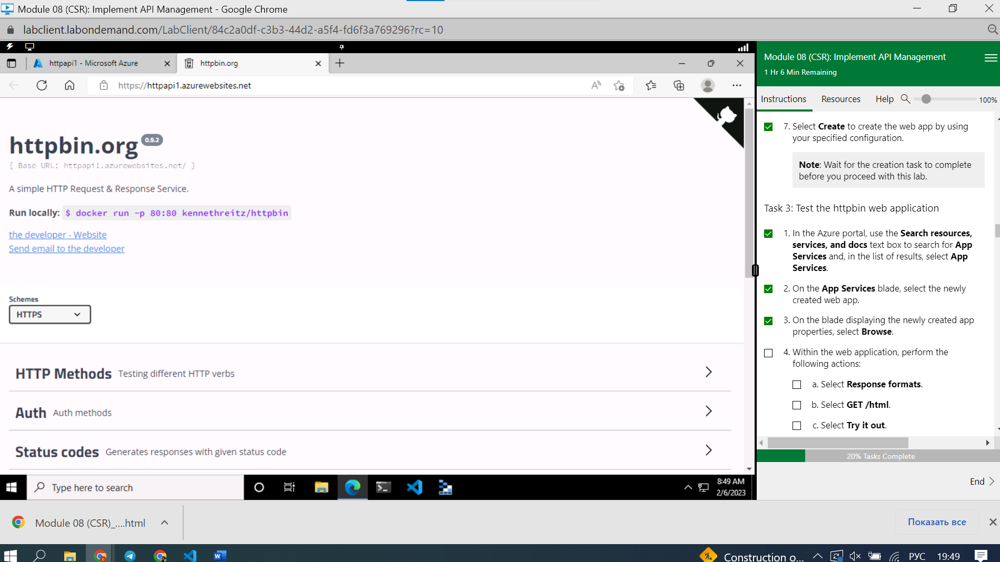 Module 08 (CSR): Implement API Management - Google Chrome
labclient.labondemand.com/LabClient/84c2a0df-c3b3-44d2-a5f4-fd6f3a769296?rc=10
httpapi1 - Microsoft Azure
httpbin.org
https://httpapi1.azurewebsites.net
httpbin.org 0.9.2
[ Base URL: httpapi1.azurewebsites.net/ ]
A simple HTTP Request & Response Service.
Run locally: $ docker run -p 80:80 kennethreitz/httpbin
the developer - Website
Send email to the developer
Schemes
HTTPS
HTTP Methods Testing different HTTP verbs
Auth Auth methods
Status codes Generates responses with given status code
Type here to search
8:49 AM
2/6/2023
Module 08 (CSR): Implement API Management
1 Hr 6 Min Remaining
Instructions Resources Help 100%
7. Select Create to create the web app by using
your specified configuration.
Note: Wait for the creation task to complete
before you proceed with this lab.
Task 3: Test the httpbin web application
1. In the Azure portal, use the Search resources,
services, and docs text box to search for App
Services and, in the list of results, select App
Services.
2. On the App Services blade, select the newly
created web app.
3. On the blade displaying the newly created app
properties, select Browse.
4. Within the web application, perform the
following actions:
a. Select Response formats.
b. Select GET /html.
c. Select Try it out.
20% Tasks Complete
End
Module 08 (CSR)_....html
Показать все
Construction o...
РУС
19:49